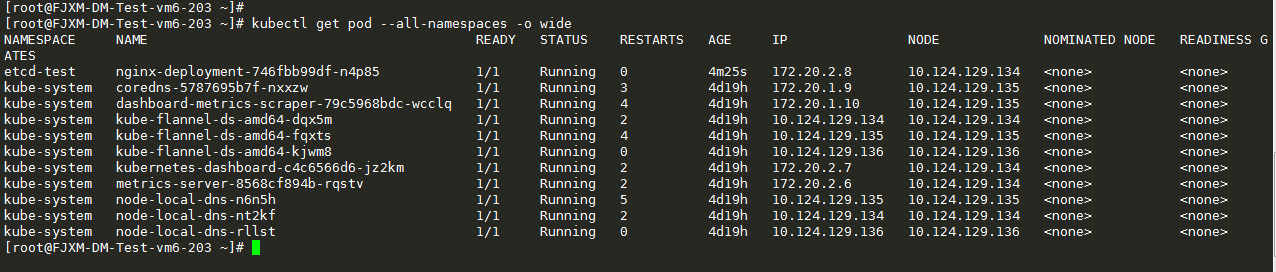 [root@FJXM-DM-Test-vm6-203 ~]#
[root@FJXM-DM-Test-vm6-203 ~]# kubectl get pod --all-namespaces -o wide
NAMESPACE     NAME                                         READY   STATUS    RESTARTS   AGE     IP               NODE             NOMINATED NODE   READINESS G
ATES
etcd-test     nginx-deployment-746fbb99df-n4p85            1/1     Running   0          4m25s   172.20.2.8       10.124.129.134   <none>           <none>
kube-system   coredns-5787695b7f-nxxzw                     1/1     Running   3          4d19h   172.20.1.9       10.124.129.135   <none>           <none>
kube-system   dashboard-metrics-scraper-79c5968bdc-wcclq   1/1     Running   4          4d19h   172.20.1.10      10.124.129.135   <none>           <none>
kube-system   kube-flannel-ds-amd64-dqx5m                  1/1     Running   2          4d19h   10.124.129.134   10.124.129.134   <none>           <none>
kube-system   kube-flannel-ds-amd64-fqxts                  1/1     Running   4          4d19h   10.124.129.135   10.124.129.135   <none>           <none>
kube-system   kube-flannel-ds-amd64-kjwm8                  1/1     Running   0          4d19h   10.124.129.136   10.124.129.136   <none>           <none>
kube-system   kubernetes-dashboard-c4c6566d6-jz2km         1/1     Running   2          4d19h   172.20.2.7       10.124.129.134   <none>           <none>
kube-system   metrics-server-8568cf894b-rqstv              1/1     Running   2          4d19h   172.20.2.6       10.124.129.134   <none>           <none>
kube-system   node-local-dns-n6n5h                         1/1     Running   5          4d19h   10.124.129.135   10.124.129.135   <none>           <none>
kube-system   node-local-dns-nt2kf                         1/1     Running   2          4d19h   10.124.129.134   10.124.129.134   <none>           <none>
kube-system   node-local-dns-rllst                         1/1     Running   0          4d19h   10.124.129.136   10.124.129.136   <none>           <none>
[root@FJXM-DM-Test-vm6-203 ~]#